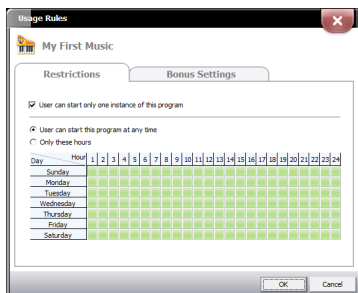 Usage Rules
My First Music
Restrictions Bonus Settings
User can start only one instance of this program
User can start this program at any time
Only these hours
Hour
Day 1 2 3 4 5 6 7 8 9 10 11 12 13 14 15 16 17 18 19 20 21 22 23 24
Sunday
Monday
Tuesday
Wednesday
Thursday
Friday
Saturday
OK Cancel